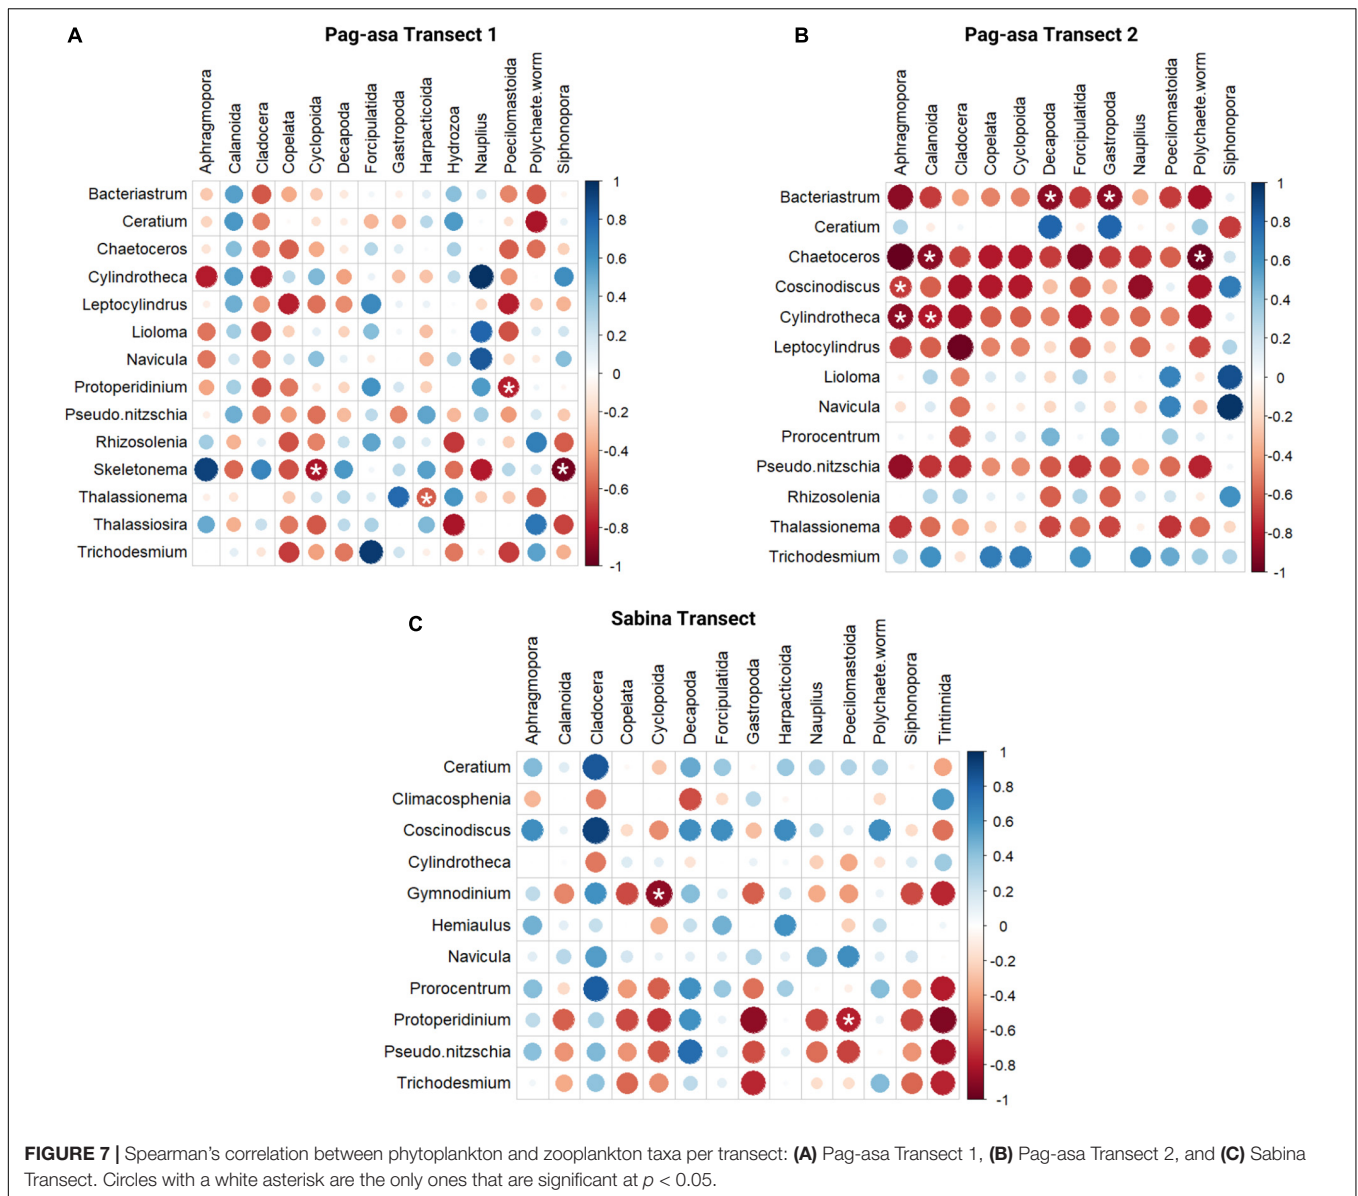 A
Pag-asa Transect 1
Aphragmopora
Calanoida
Cladocera
Copelata
Cyclopoida
Decapoda
Forcipulatida
Gastropoda
Harpacticoida
Hydrozoa
Nauplius
Poecilomastoida
Polychaete.worm
Siphonopora
Bacteriastrum
Ceratium
Chaetoceros
Cylindrotheca
Leptocylindrus
Lioloma
Navicula
Protoperidinium
Pseudo.nitzschia
Rhizosolenia
Skeletonema
Thalassionema
Thalassiosira
Trichodesmium
*
*
*
*
1
0.8
0.6
0.4
0.2
0
-0.2
-0.4
-0.6
-0.8
-1
B
Pag-asa Transect 2
Aphragmopora
Calanoida
Cladocera
Copelata
Cyclopoida
Decapoda
Forcipulatida
Gastropoda
Nauplius
Poecilomastoida
Polychaete.worm
Siphonopora
Bacteriastrum
Ceratium
Chaetoceros
Coscinodiscus
Cylindrotheca
Leptocylindrus
Lioloma
Navicula
Prorocentrum
Pseudo.nitzschia
Rhizosolenia
Thalassionema
Trichodesmium
* *
* *
*
* *
1
0.8
0.6
0.4
0.2
0
-0.2
-0.4
-0.6
-0.8
-1
C
Sabina Transect
Aphragmopora
Calanoida
Cladocera
Copelata
Cyclopoida
Decapoda
Forcipulatida
Gastropoda
Harpacticoida
Nauplius
Poecilomastoida
Polychaete.worm
Siphonopora
Tintinnida
Ceratium
Climacosphenia
Coscinodiscus
Cylindrotheca
Gymnodinium
Hemiaulus
Navicula
Prorocentrum
Protoperidinium
Pseudo.nitzschia
Trichodesmium
*
*
1
0.8
0.6
0.4
0.2
0
-0.2
-0.4
-0.6
-0.8
-1
FIGURE 7 | Spearman's correlation between phytoplankton and zooplankton taxa per transect: (A) Pag-asa Transect 1, (B) Pag-asa Transect 2, and (C) Sabina
Transect. Circles with a white asterisk are the only ones that are significant at p < 0.05.